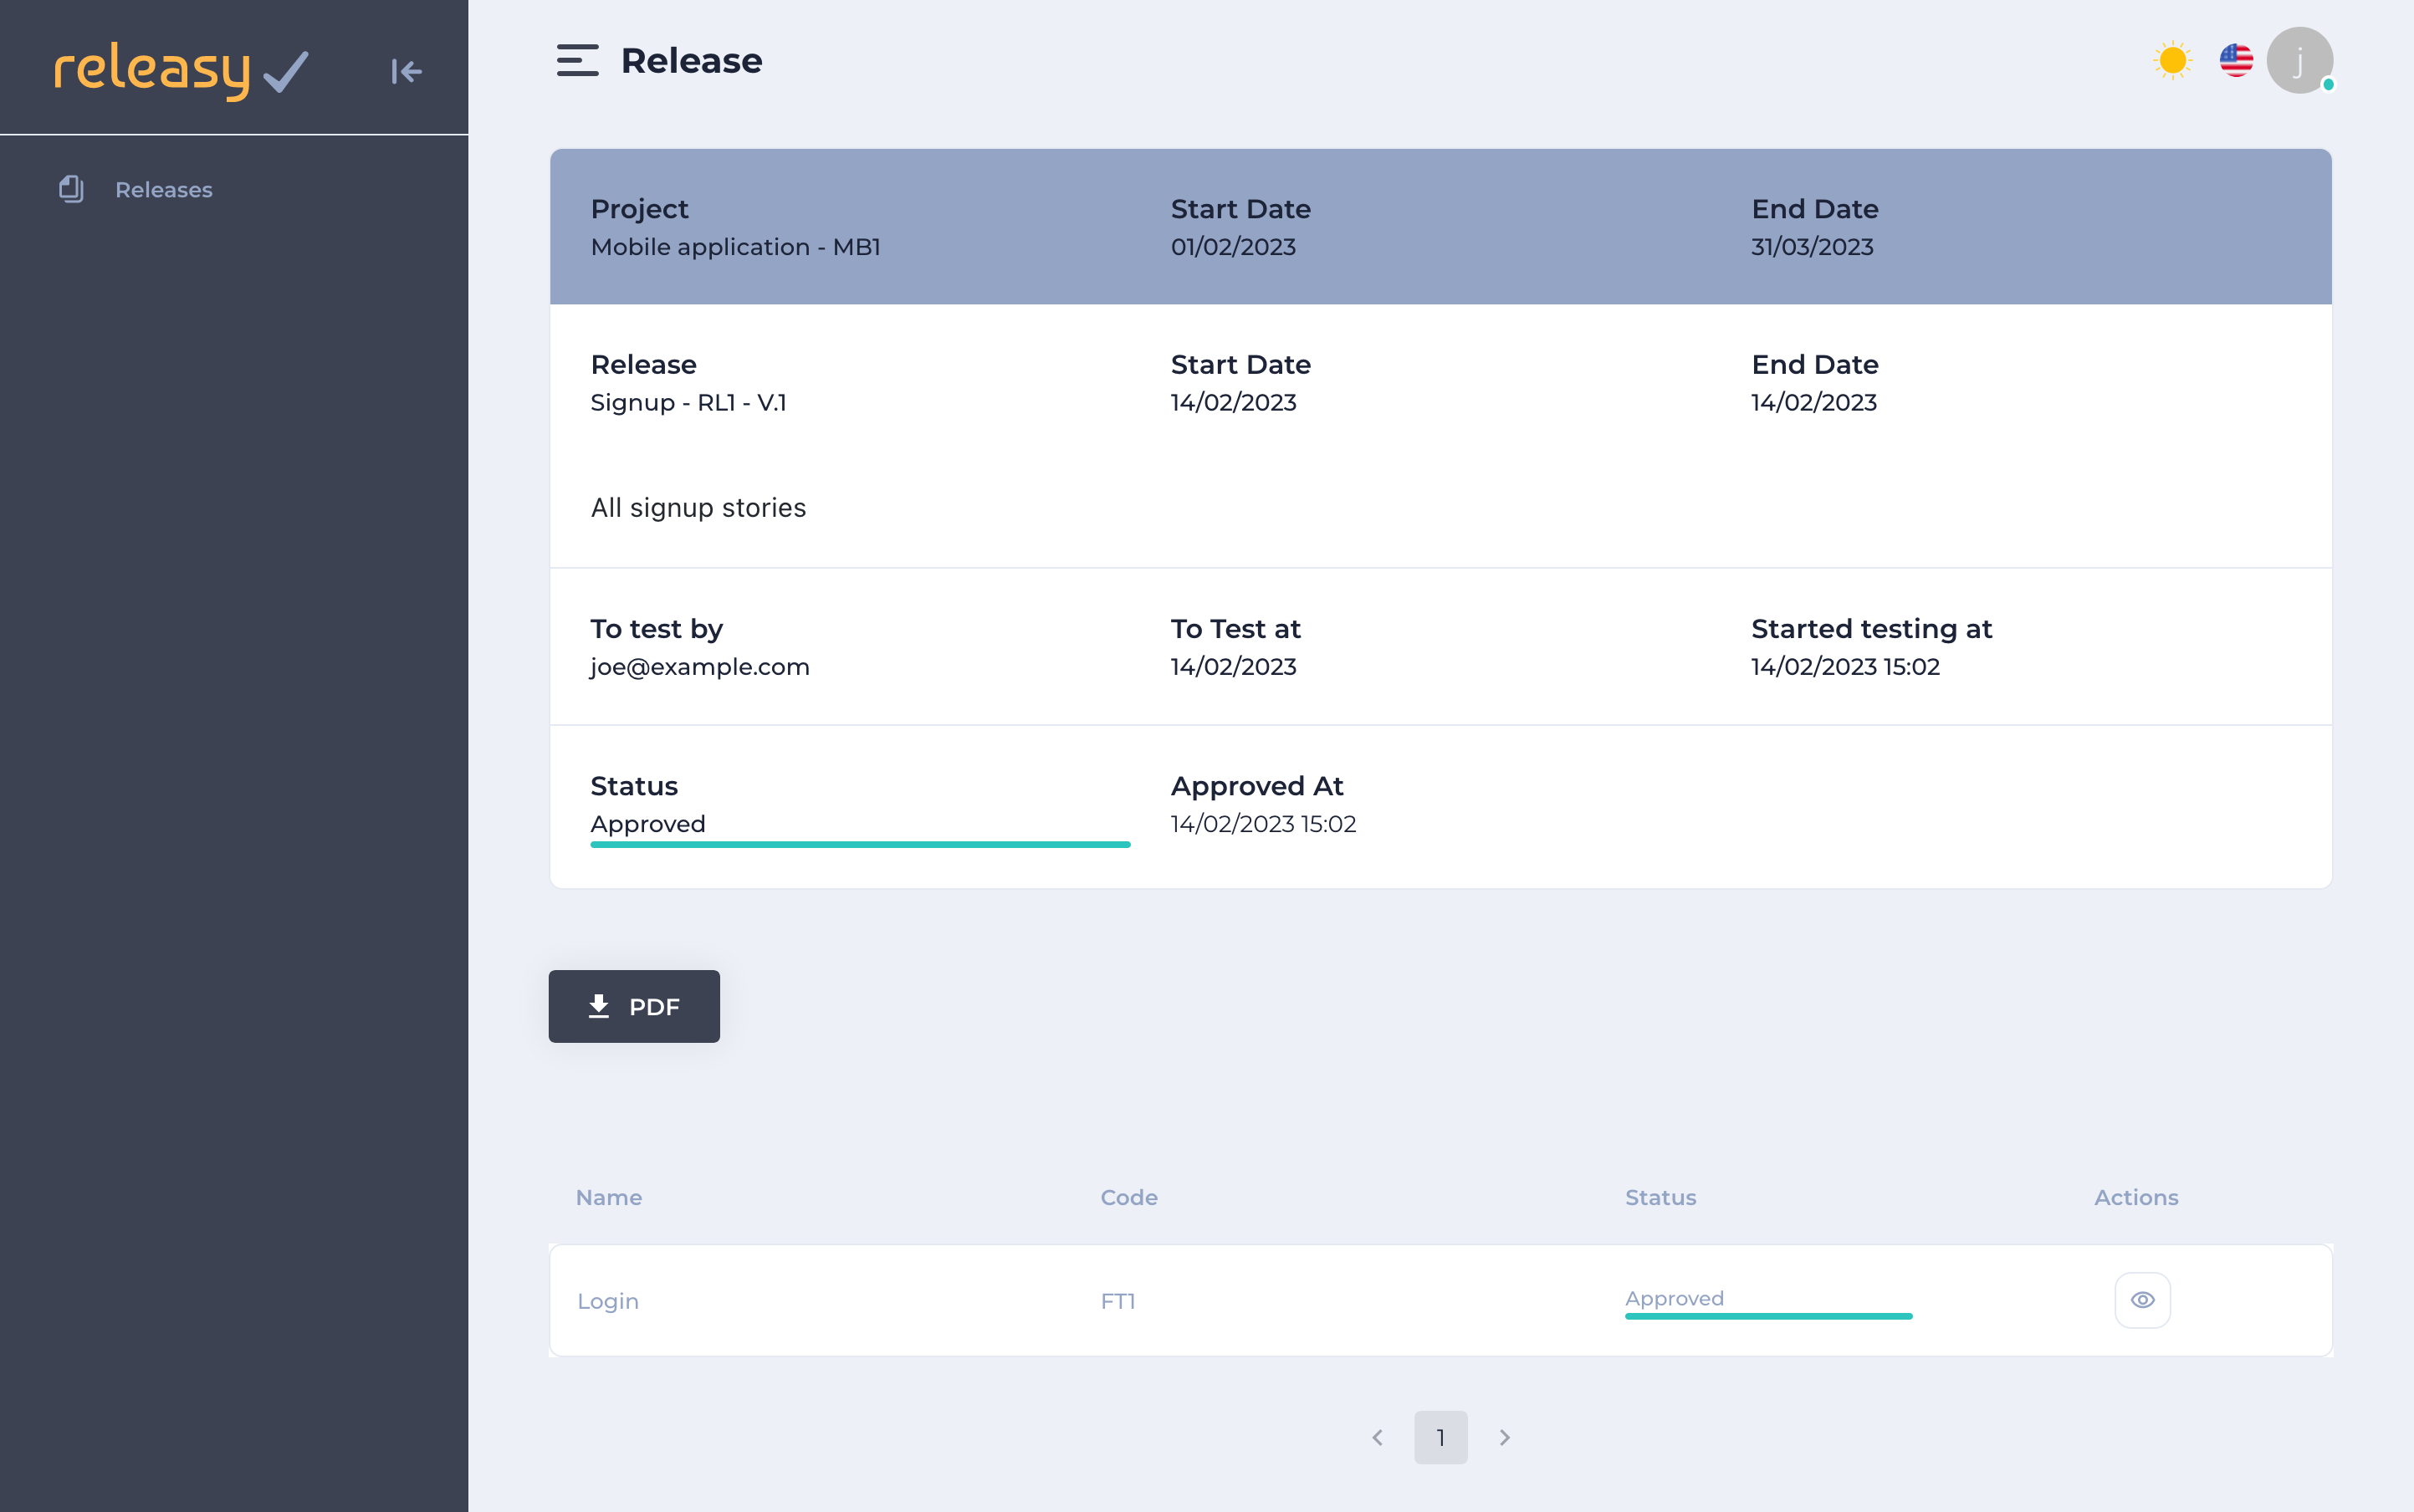 releasy
Release
j
Releases
Project
Start Date
End Date
Mobile application - MB1
01/02/2023
31/03/2023
Release
Start Date
End Date
Signup - RL1 - V.1
14/02/2023
14/02/2023
All signup stories
To test by
To Test at
Started testing at
joe@example.com
14/02/2023
14/02/2023 15:02
Status
Approved At
Approved
14/02/2023 15:02
PDF
Name
Code
Status
Actions
Login
FT1
Approved
1